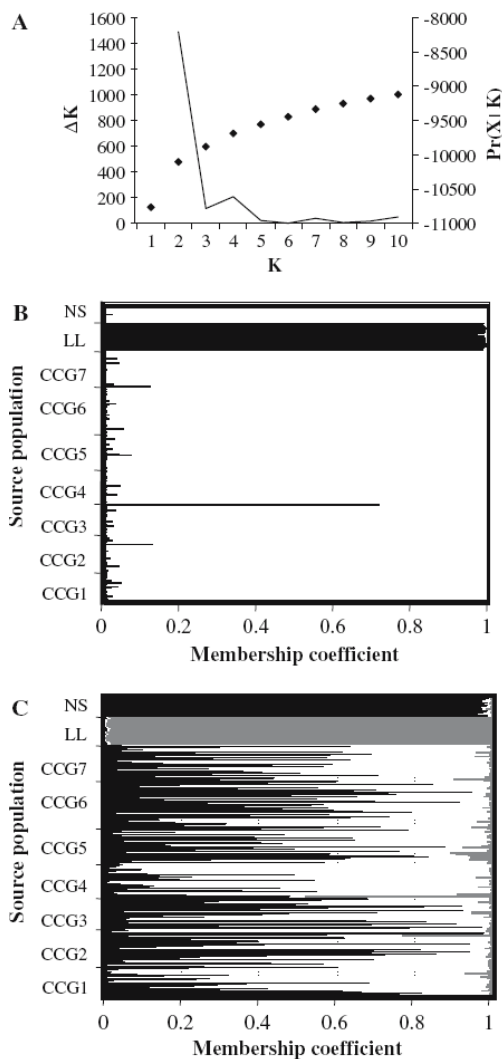 A
1600
1400
1200
1000
800
600
400
200
0
ΔK
-8000
-8500
-9000
-9500
-10000
-10500
-11000
Pr(X|K)
1 2 3 4 5 6 7 8 9 10
K
B
Source population
NS
LL
CCG7
CCG6
CCG5
CCG4
CCG3
CCG2
CCG1
0 0.2 0.4 0.6 0.8 1
Membership coefficient
C
Source population
NS
LL
CCG7
CCG6
CCG5
CCG4
CCG3
CCG2
CCG1
0 0.2 0.4 0.6 0.8 1
Membership coefficient